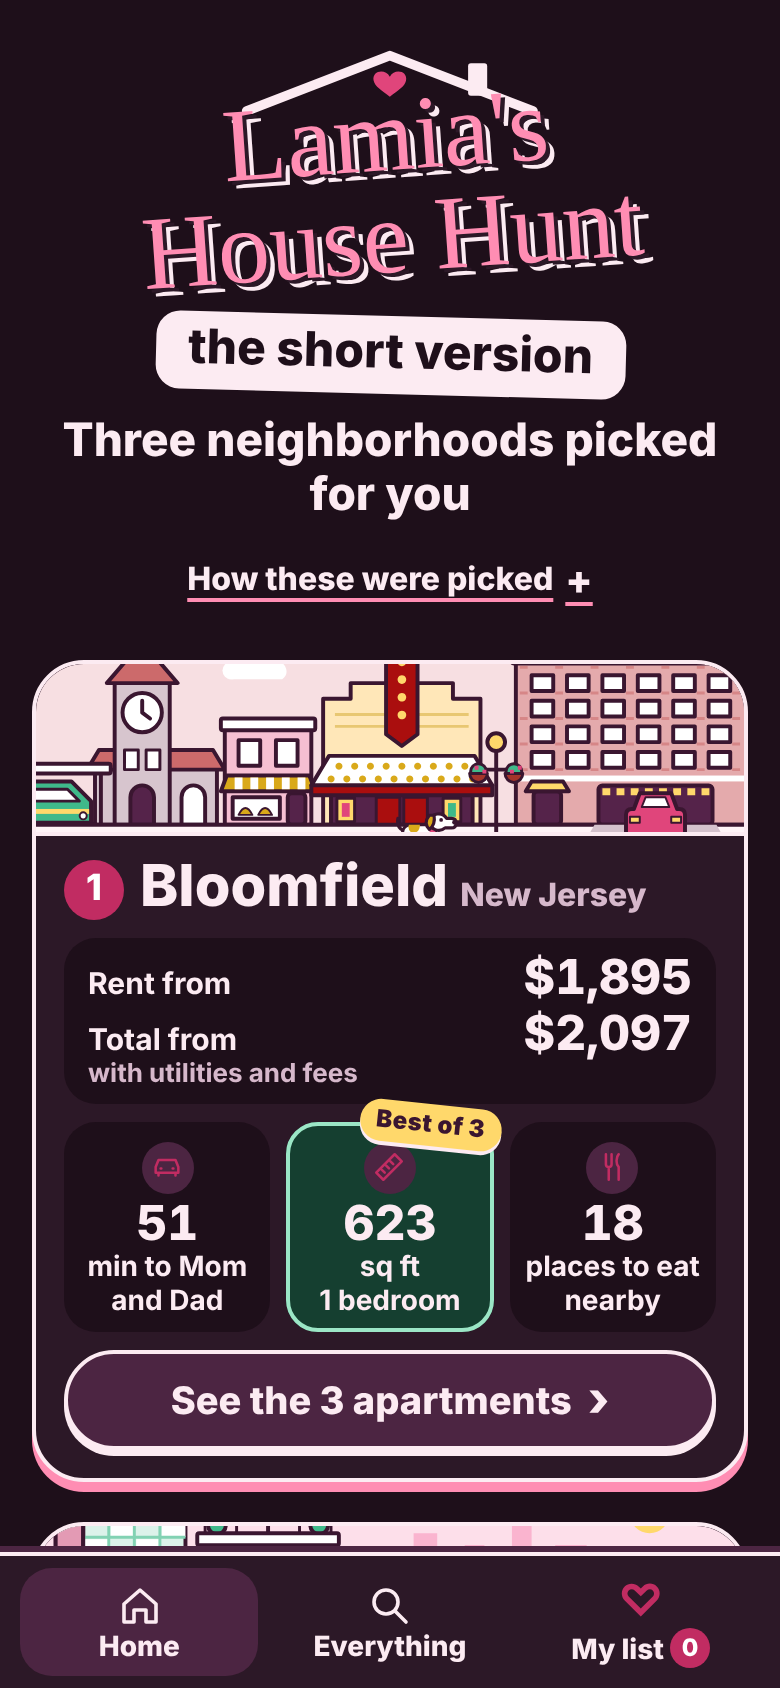 Lamia's
House Hunt
the short version
Three neighborhoods picked
for you
How these were picked +
1 Bloomfield New Jersey
Rent from $1,895
Total from $2,097
with utilities and fees
Best of 3
51
min to Mom
and Dad
623
sq ft
1 bedroom
18
places to eat
nearby
See the 3 apartments ›
Home
Everything
My list 0